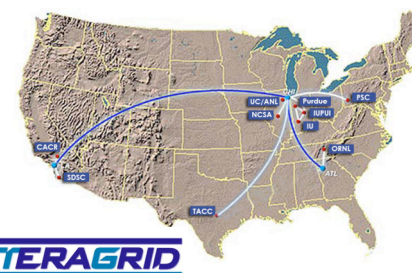 CHI
UC/ANL
Purdue
PSC
NCSA
IUPUI
IU
CACR
ORNL
SDSC
ATL
TACC
TERAGRID